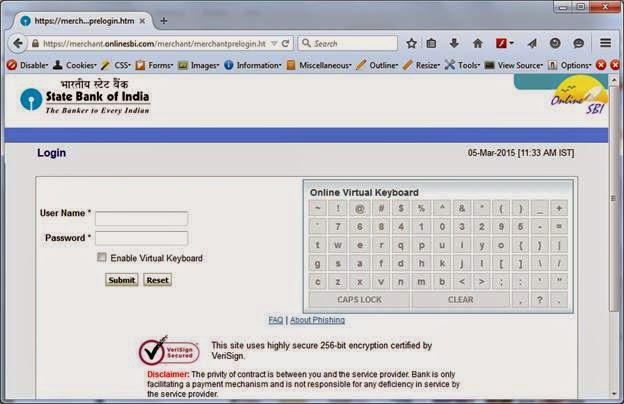 https://merch...prelogin.htm
https://merchant.onlinesbi.com/merchant/merchantprelogin.ht
Search
Disable Cookies CSS Forms Images Information Miscellaneous Outline Resize Tools View Source Options
भारतीय स्टेट बैंक
State Bank of India
The Banker to Every Indian
Online SBI
Login
05-Mar-2015 [11:33 AM IST]
Online Virtual Keyboard
~ ! @ # $ % ^ & * ( ) _ +
` 7 6 8 4 1 0 3 2 9 5 - =
t w e r q p u i y o { } |
g s a f h d k l j [ ] \ /
c z x v n m b < > ; : ' "
CAPS LOCK CLEAR , ? .
User Name *
Password *
Enable Virtual Keyboard
Submit Reset
FAQ | About Phishing
VeriSign
Secured
This site uses highly secure 256-bit encryption certified by
VeriSign.
Disclaimer: The privity of contract is between you and the service provider. Bank is only
facilitating a payment mechanism and is not responsible for any deficiency in service by
the service provider.